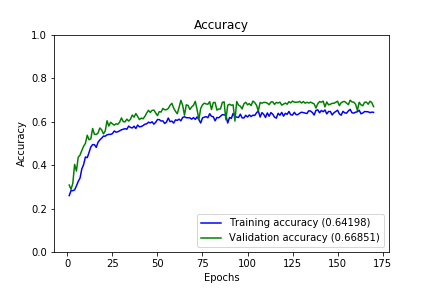 Accuracy
1.0
0.8
0.6
0.4
0.2
0.0
Accuracy
Training accuracy (0.64198)
Validation accuracy (0.66851)
0 25 50 75 100 125 150 175
Epochs